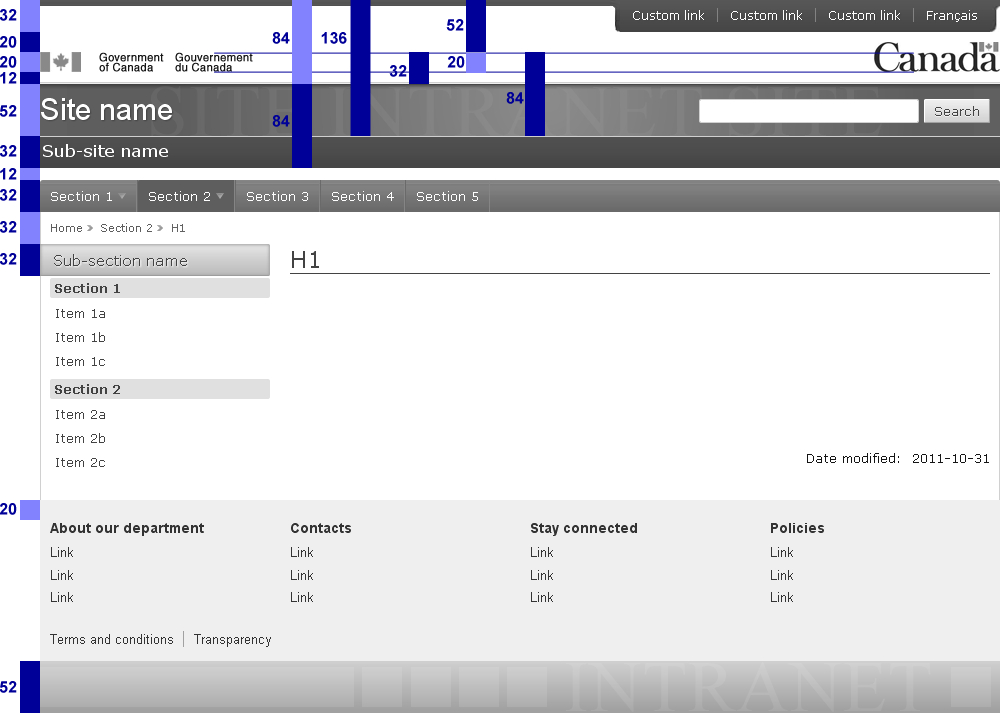 32
20
20
12
52
32
12
32
32
32
20
52
84
136
52
32
20
84
84
Custom link
Custom link
Custom link
Français
Government of Canada
Gouvernement du Canada
Canada
SITE INTRANET SITE
Site name
Search
Sub-site name
Section 1
Section 2
Section 3
Section 4
Section 5
Home
Section 2
H1
Sub-section name
H1
Section 1
Item 1a
Item 1b
Item 1c
Section 2
Item 2a
Item 2b
Item 2c
Date modified: 2011-10-31
About our department
Link
Link
Link
Contacts
Link
Link
Link
Stay connected
Link
Link
Link
Policies
Link
Link
Link
Terms and conditions
Transparency
INTRANET